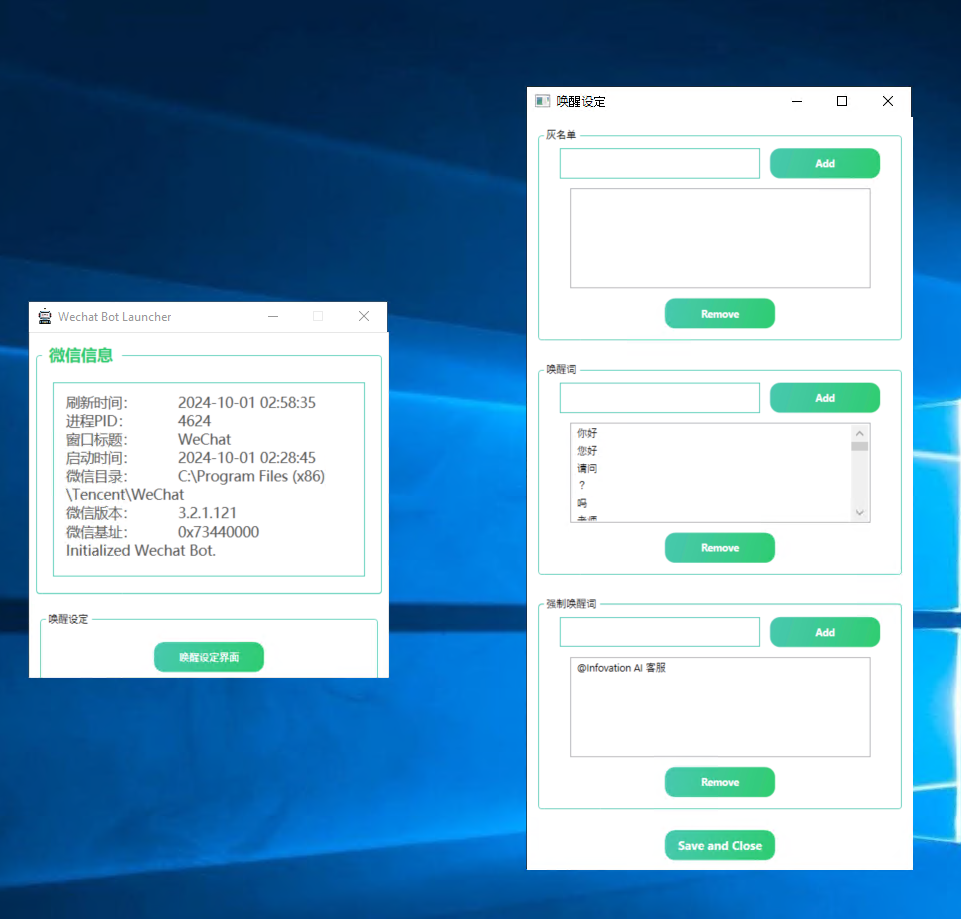 Wechat Bot Launcher
微信信息
刷新时间: 2024-10-01 02:58:35
进程PID: 4624
窗口标题: WeChat
启动时间: 2024-10-01 02:28:45
微信目录: C:\Program Files (x86)
\Tencent\WeChat
微信版本: 3.2.1.121
微信基址: 0x73440000
Initialized Wechat Bot.
唤醒设定
唤醒设定界面
唤醒设定
灰名单
Add
Remove
唤醒词
Add
你好
您好
请问
？
吗
老师
Remove
强制唤醒词
Add
@Infovation AI 客服
Remove
Save and Close